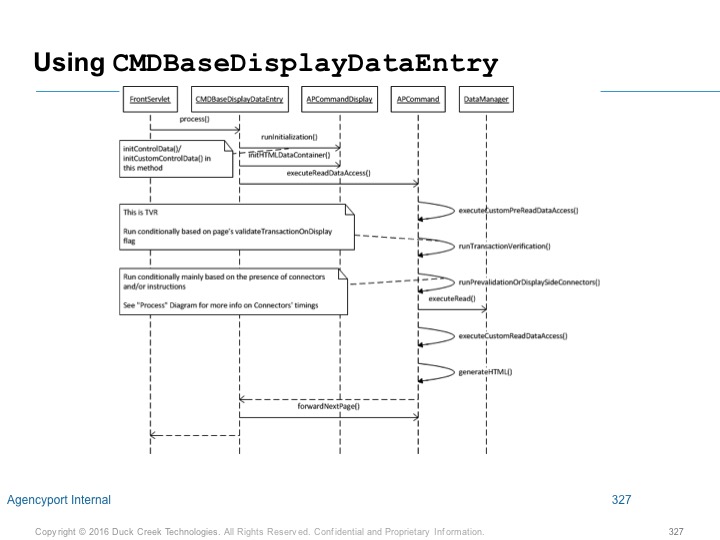 Using CMDBaseDisplayDataEntry
FrontServlet
CMDBaseDisplayDataEntry
APCommandDisplay
APCommand
DataManager
process()
runInitialization()
initControlData()/
initCustomControlData() in
this method
initHTMLDataContainer()
executeReadDataAccess()
This is TVR
Run conditionally based on page's validateTransactionOnDisplay
flag
executeCustomPreReadDataAccess()
runTransactionVerification()
Run conditionally mainly based on the presence of connectors
and/or instructions
See "Process" Diagram for more info on Connectors' timings
runPrevalidationOrDisplaySideConnectors()
executeRead()
executeCustomReadDataAccess()
generateHTML()
forwardNextPage()
Agencyport Internal
327
Copyright © 2016 Duck Creek Technologies. All Rights Reserved. Confidential and Proprietary Information.
327